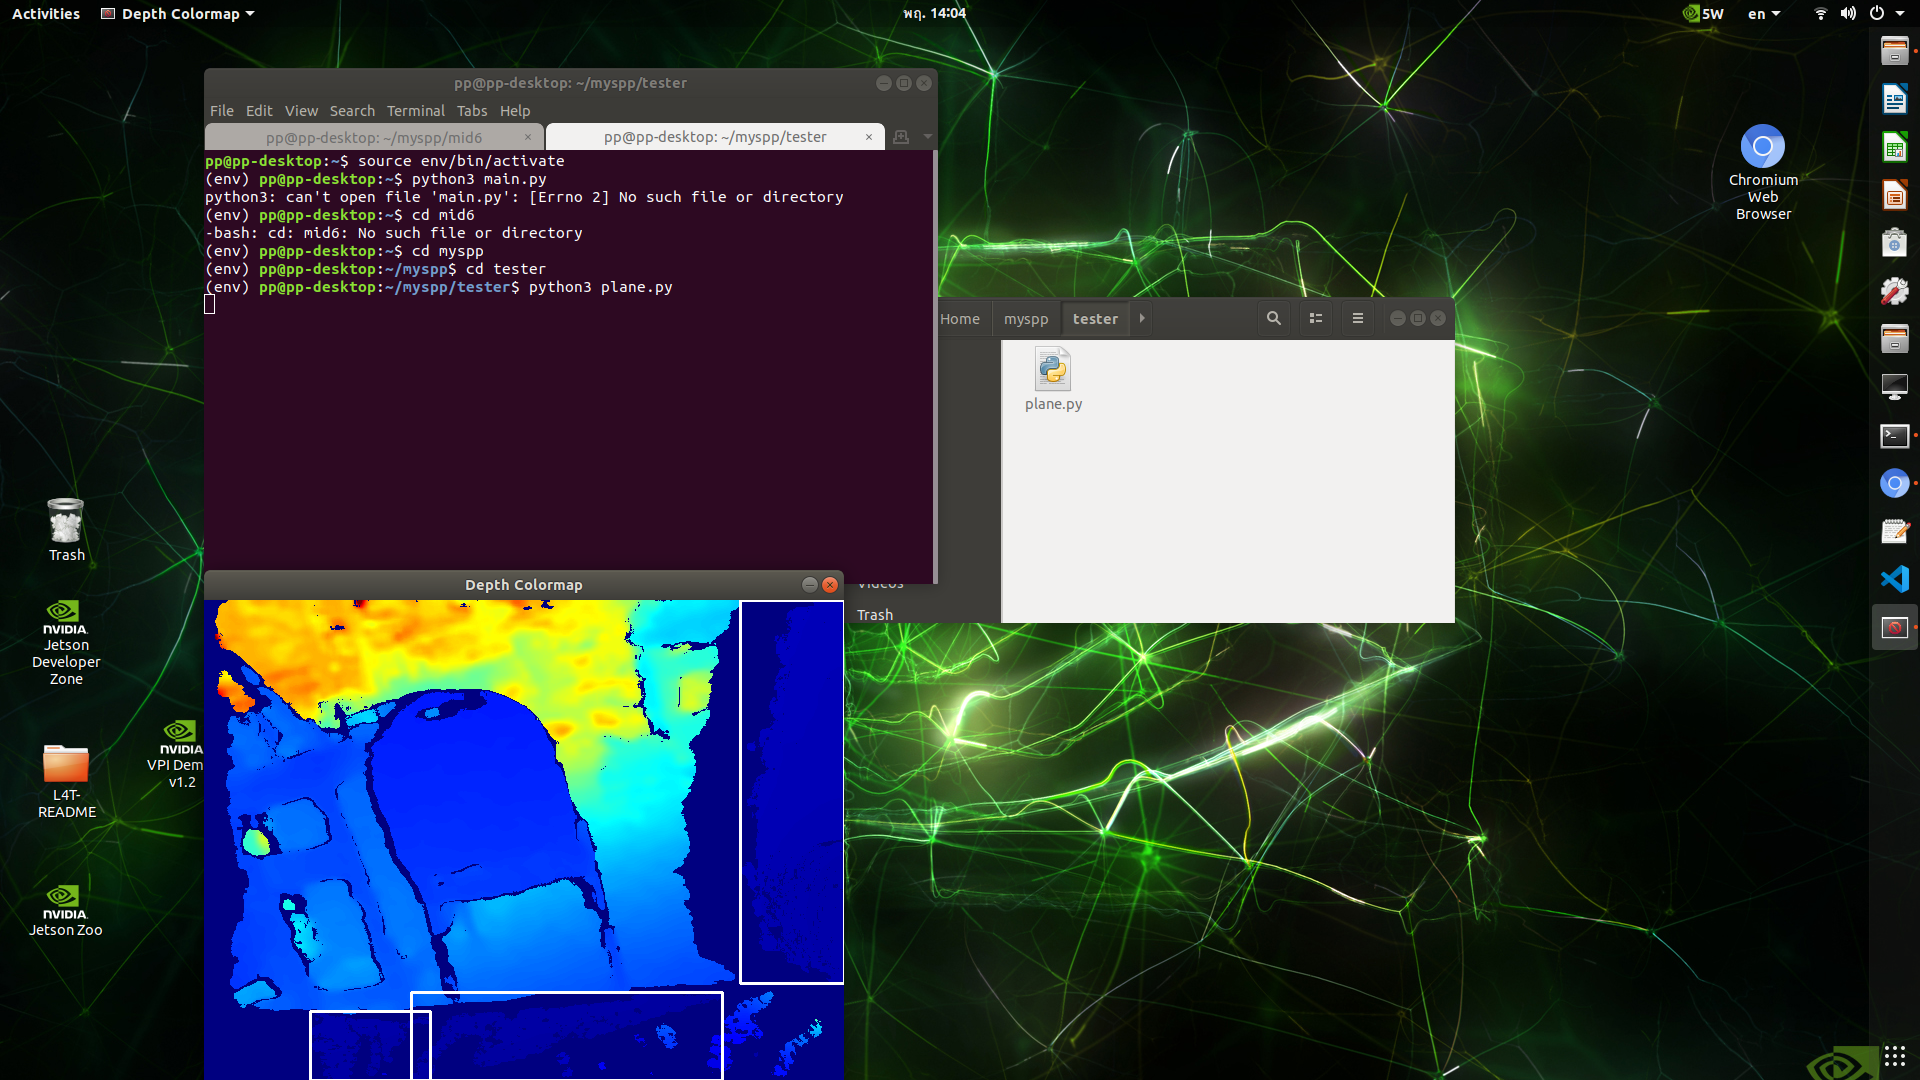 Activities
Depth Colormap
พฤ. 14:04
5W
en
pp@pp-desktop: ~/myspp/tester
File Edit View Search Terminal Tabs Help
pp@pp-desktop: ~/myspp/mid6
pp@pp-desktop: ~/myspp/tester
pp@pp-desktop:~$ source env/bin/activate
(env) pp@pp-desktop:~$ python3 main.py
python3: can't open file 'main.py': [Errno 2] No such file or directory
(env) pp@pp-desktop:~$ cd mid6
-bash: cd: mid6: No such file or directory
(env) pp@pp-desktop:~$ cd myspp
(env) pp@pp-desktop:~/myspp$ cd tester
(env) pp@pp-desktop:~/myspp/tester$ python3 plane.py
Home
myspp
tester
plane.py
Videos
Trash
Depth Colormap
Chromium
Web
Browser
Trash
NVIDIA.
Jetson
Developer
Zone
NVIDIA
VPI Dem
v1.2
L4T-
README
NVIDIA.
Jetson Zoo